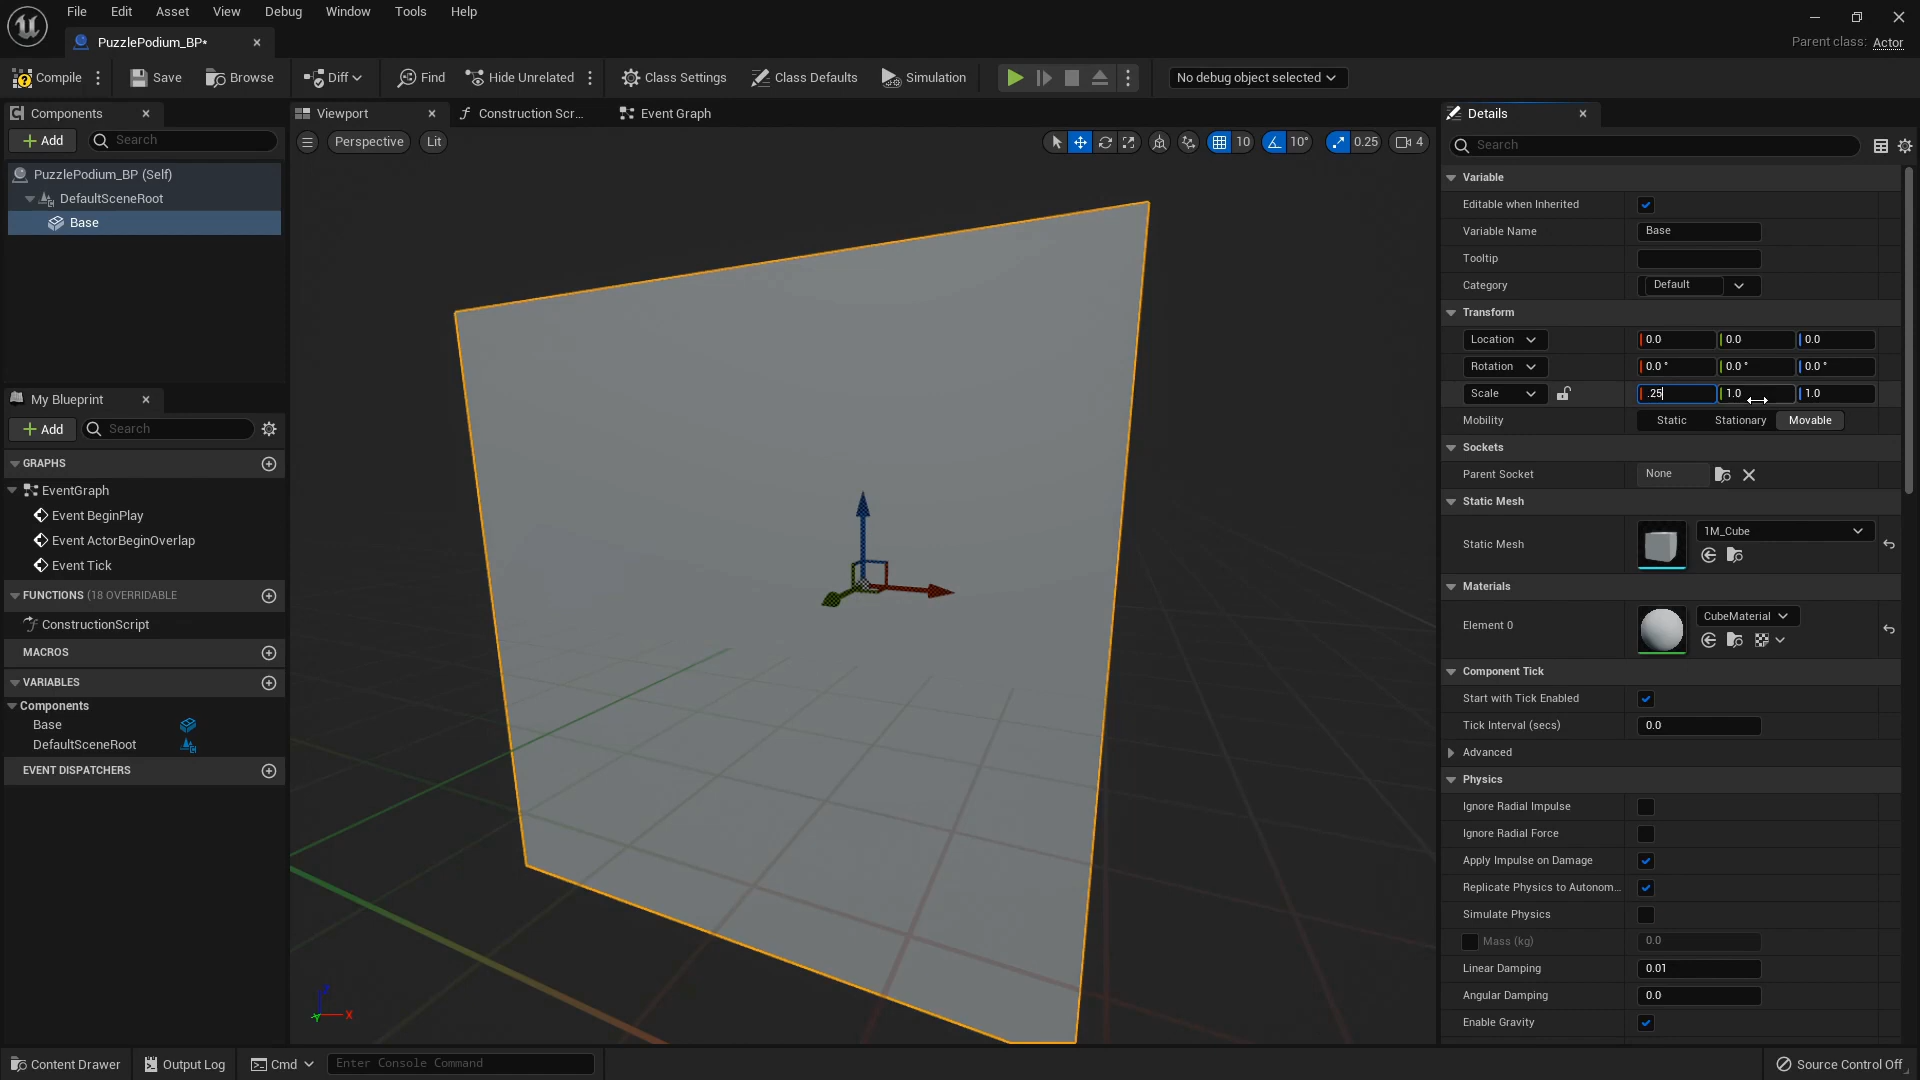 File Edit Asset View Debug Window Tools Help
PuzzlePodium_BP*
Parent class: Actor
Compile Save Browse Diff Find Hide Unrelated Class Settings Class Defaults Simulation No debug object selected
Components
Add Search
PuzzlePodium_BP (Self)
DefaultSceneRoot
Base
My Blueprint
Add Search
GRAPHS
EventGraph
Event BeginPlay
Event ActorBeginOverlap
Event Tick
FUNCTIONS (18 OVERRIDABLE
ConstructionScript
MACROS
VARIABLES
Components
Base
DefaultSceneRoot
EVENT DISPATCHERS
Viewport Construction Scr... Event Graph
Perspective Lit 10 10° 0.25 4
X
Details
Search
Variable
Editable when Inherited
Variable Name Base
Tooltip
Category Default
Transform
Location 0.0 0.0 0.0
Rotation 0.0 ° 0.0 ° 0.0 °
Scale .25 1.0 1.0
Mobility Static Stationary Movable
Sockets
Parent Socket None
Static Mesh
Static Mesh 1M_Cube
Materials
Element 0 CubeMaterial
Component Tick
Start with Tick Enabled
Tick Interval (secs) 0.0
Advanced
Physics
Ignore Radial Impulse
Ignore Radial Force
Apply Impulse on Damage
Replicate Physics to Autonom...
Simulate Physics
Mass (kg) 0.0
Linear Damping 0.01
Angular Damping 0.0
Enable Gravity
Content Drawer Output Log Cmd Enter Console Command Source Control Off